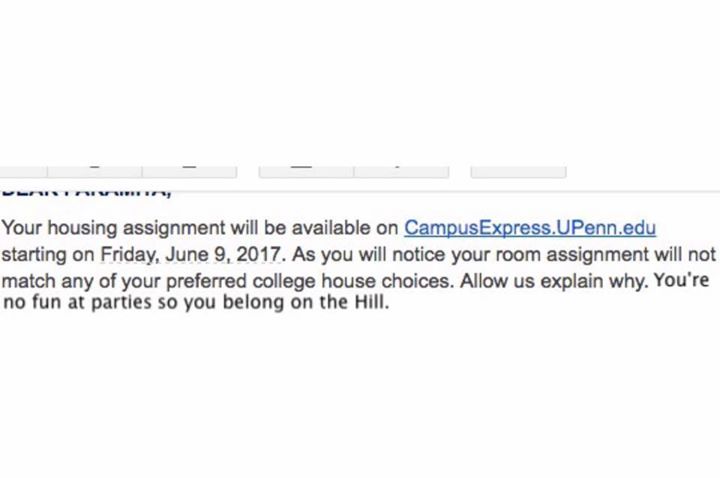 Your housing assignment will be available on CampusExpress.UPenn.edu
starting on Friday, June 9, 2017. As you will notice your room assignment will not
match any of your preferred college house choices. Allow us explain why. You're
no fun at parties so you belong on the Hill.